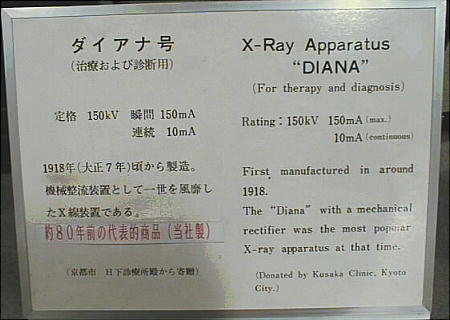 ダイアナ号
(治療および診断用)
定格 150kV 瞬間 150mA
連続 10mA
1918年(大正7年)頃から製造。
機械整流装置として一世を風靡し
たX線装置である。
約80年前の代表的商品(当社製)
(京都市 日下診療所殿から寄贈)
X-Ray Apparatus
"DIANA"
(For therapy and diagnosis)
Rating: 150kV 150mA (max.)
10mA (continuous)
First manufactured in around
1918.
The "Diana" with a mechanical
rectifier was the most popular
X-ray apparatus at that time.
(Donated by Kusaka Clinic, Kyoto
City.)